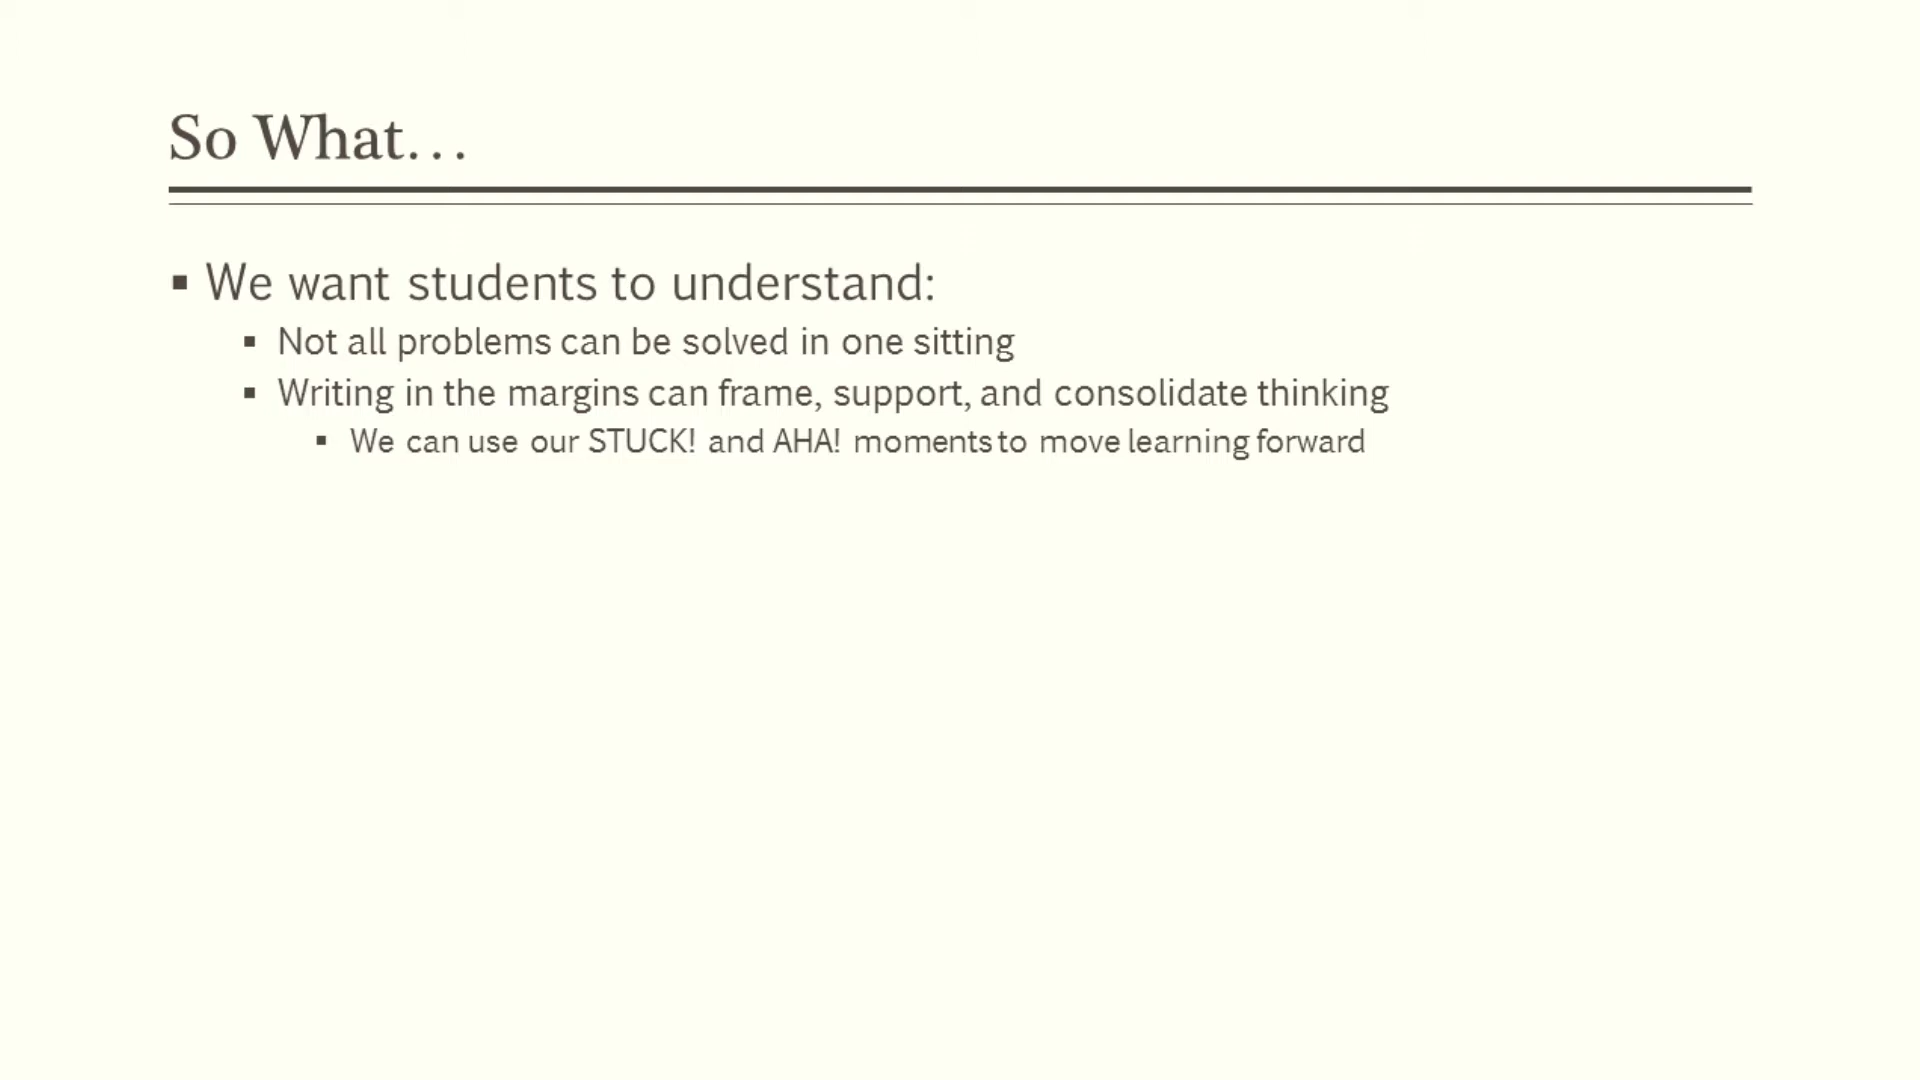 So What...
▪ We want students to understand:
▪ Not all problems can be solved in one sitting
▪ Writing in the margins can frame, support, and consolidate thinking
▪ We can use our STUCK! and AHA! moments to move learning forward